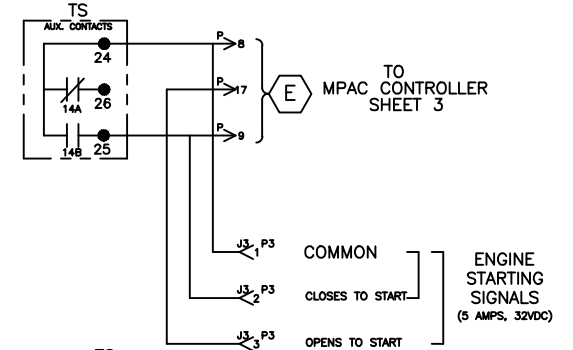 TS
AUX. CONTACTS
24
14A
26
14B
25
P 8
P 17
P 9
E
TO
MPAC CONTROLLER
SHEET 3
J3 1 P3
COMMON
J3 2 P3
CLOSES TO START
J3 3 P3
OPENS TO START
ENGINE
STARTING
SIGNALS
(5 AMPS, 32VDC)